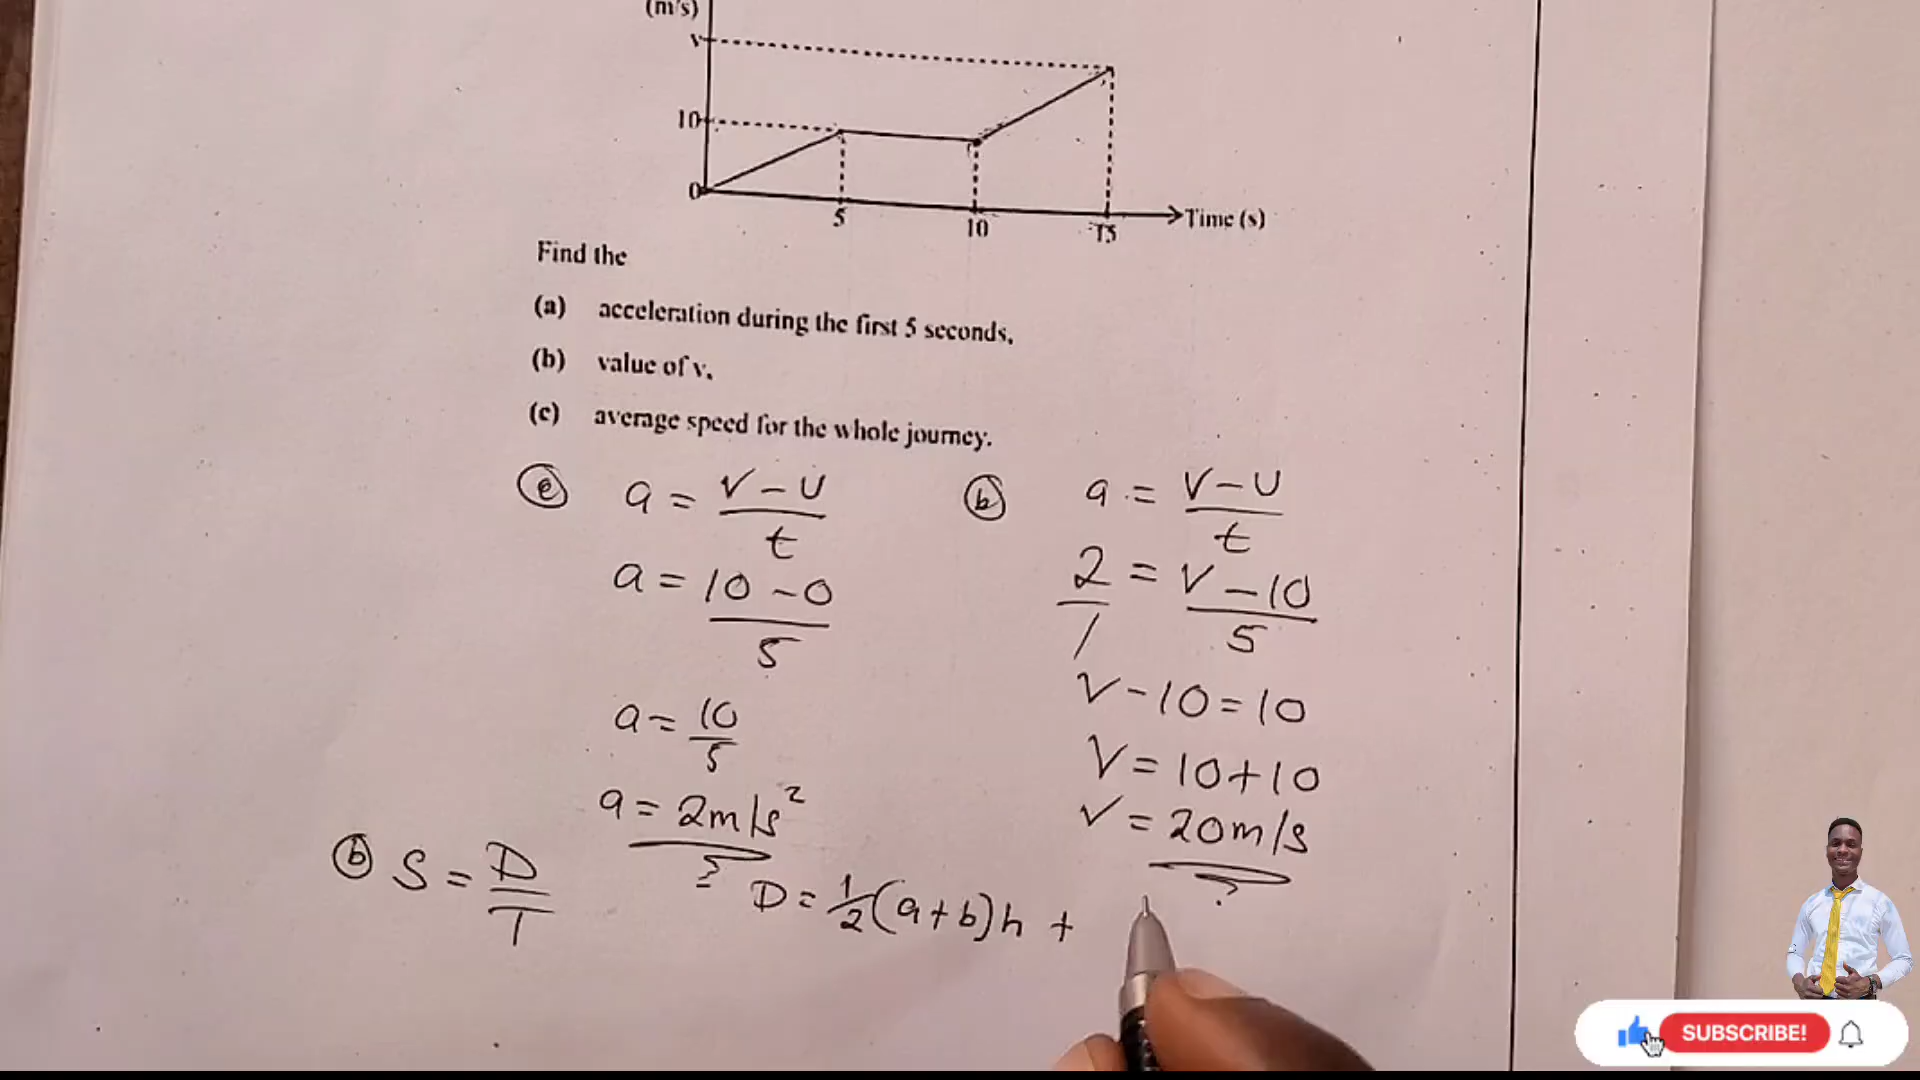 (m/s)
v
10
0
5
10
15
Time (s)
Find the
(a) acceleration during the first 5 seconds,
(b) value of v,
(c) average speed for the whole journey.
a = v - u / t
a = 10 - 0 / 5
a = 10 / 5
a = 2m/s²
(b) a = v - u / t
2 / 1 = v - 10 / 5
v - 10 = 10
v = 10 + 10
v = 20m/s
(b) S = D / T
D = 1/2 (a + b) h +
SUBSCRIBE!